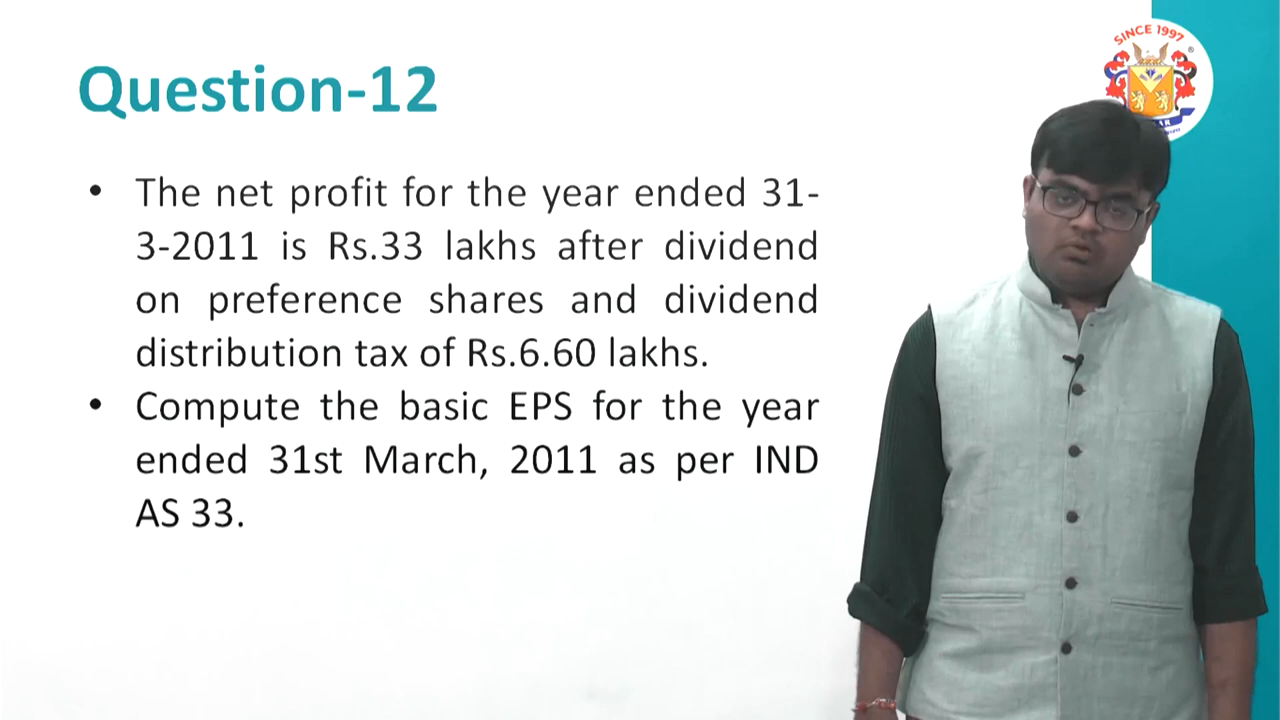 SINCE 1997
Question-12
• The net profit for the year ended 31-
3-2011 is Rs.33 lakhs after dividend
on preference shares and dividend
distribution tax of Rs.6.60 lakhs.
• Compute the basic EPS for the year
ended 31st March, 2011 as per IND
AS 33.